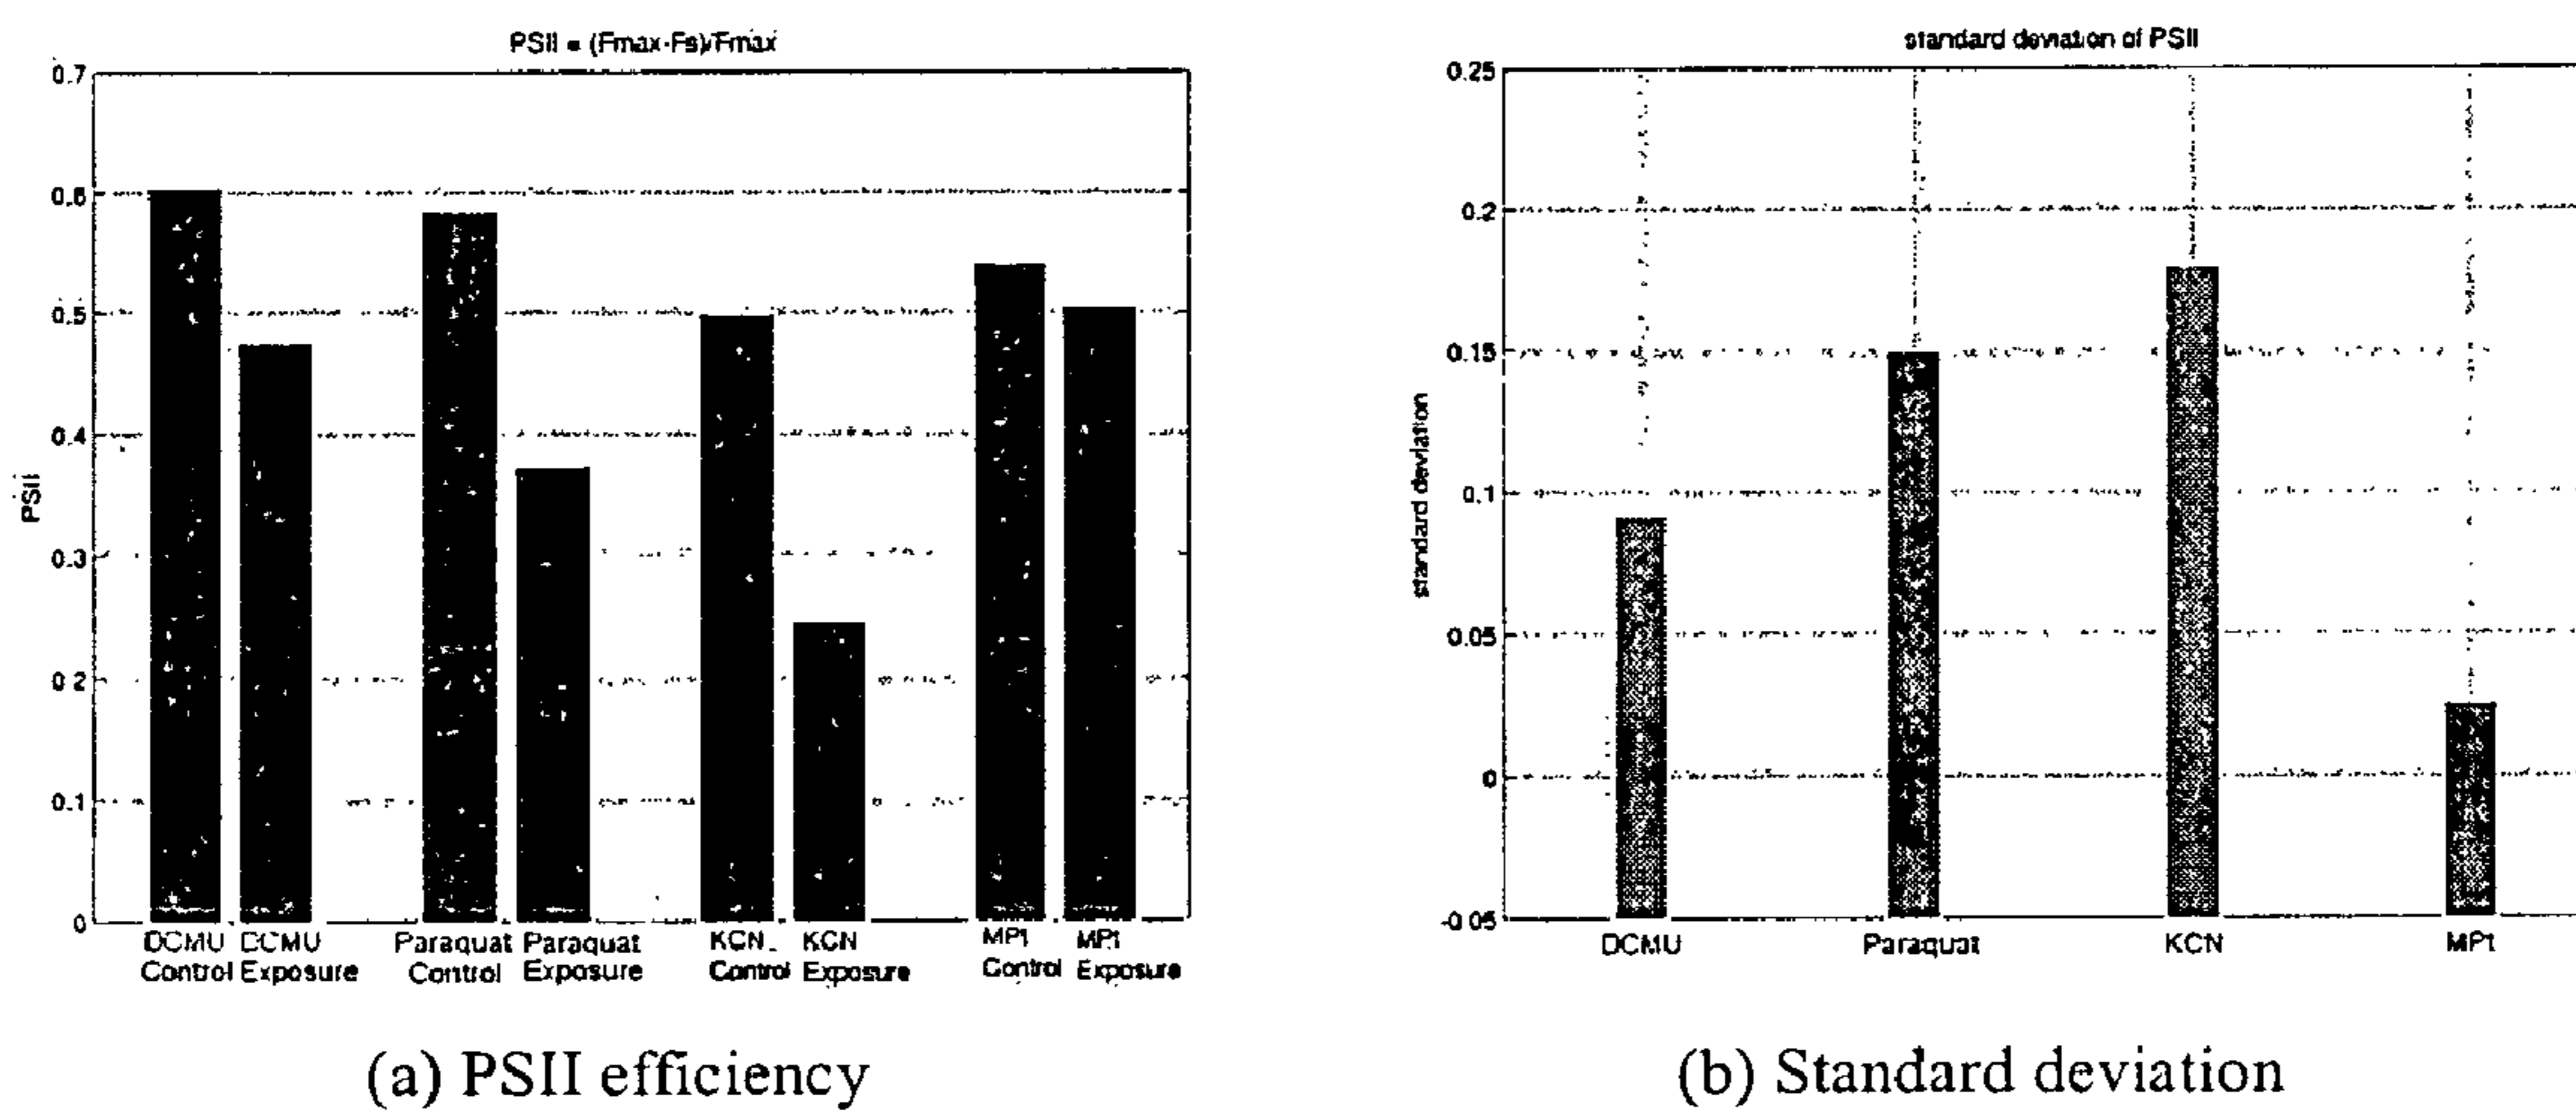 PSII = (Fmax-Fs)/Fmax
0.7
0.6
0.5
0.4
0.3
0.2
0.1
0
PSII
DCMU DCMU Paraquat Paraquat KCN KCN MPt MPt
Control Exposure Control Exposure Control Exposure Control Exposure
(a) PSII efficiency
standard deviation of PSII
0.25
0.2
0.15
0.1
0.05
0
-0.05
standard deviation
DCMU Paraquat KCN MPt
(b) Standard deviation